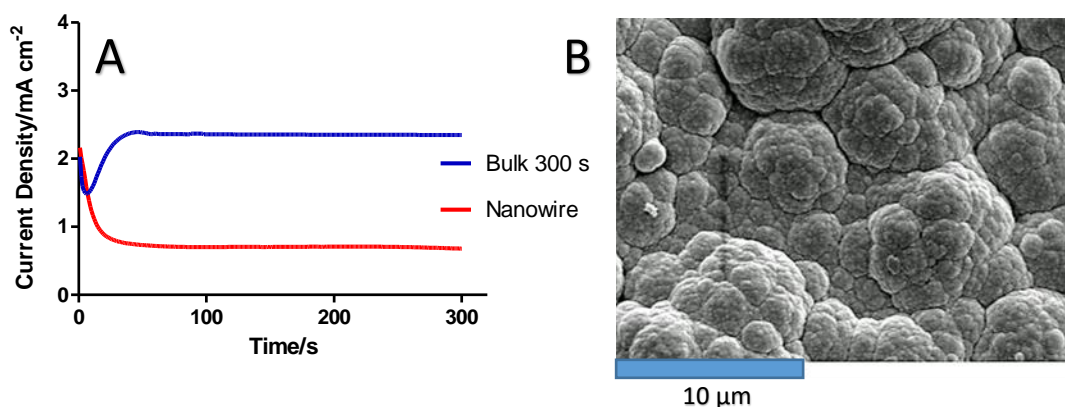 A
Current Density/mA cm-2
4
3
2
1
0
0
100
200
300
Time/s
Bulk 300 s
Nanowire
B
10 µm